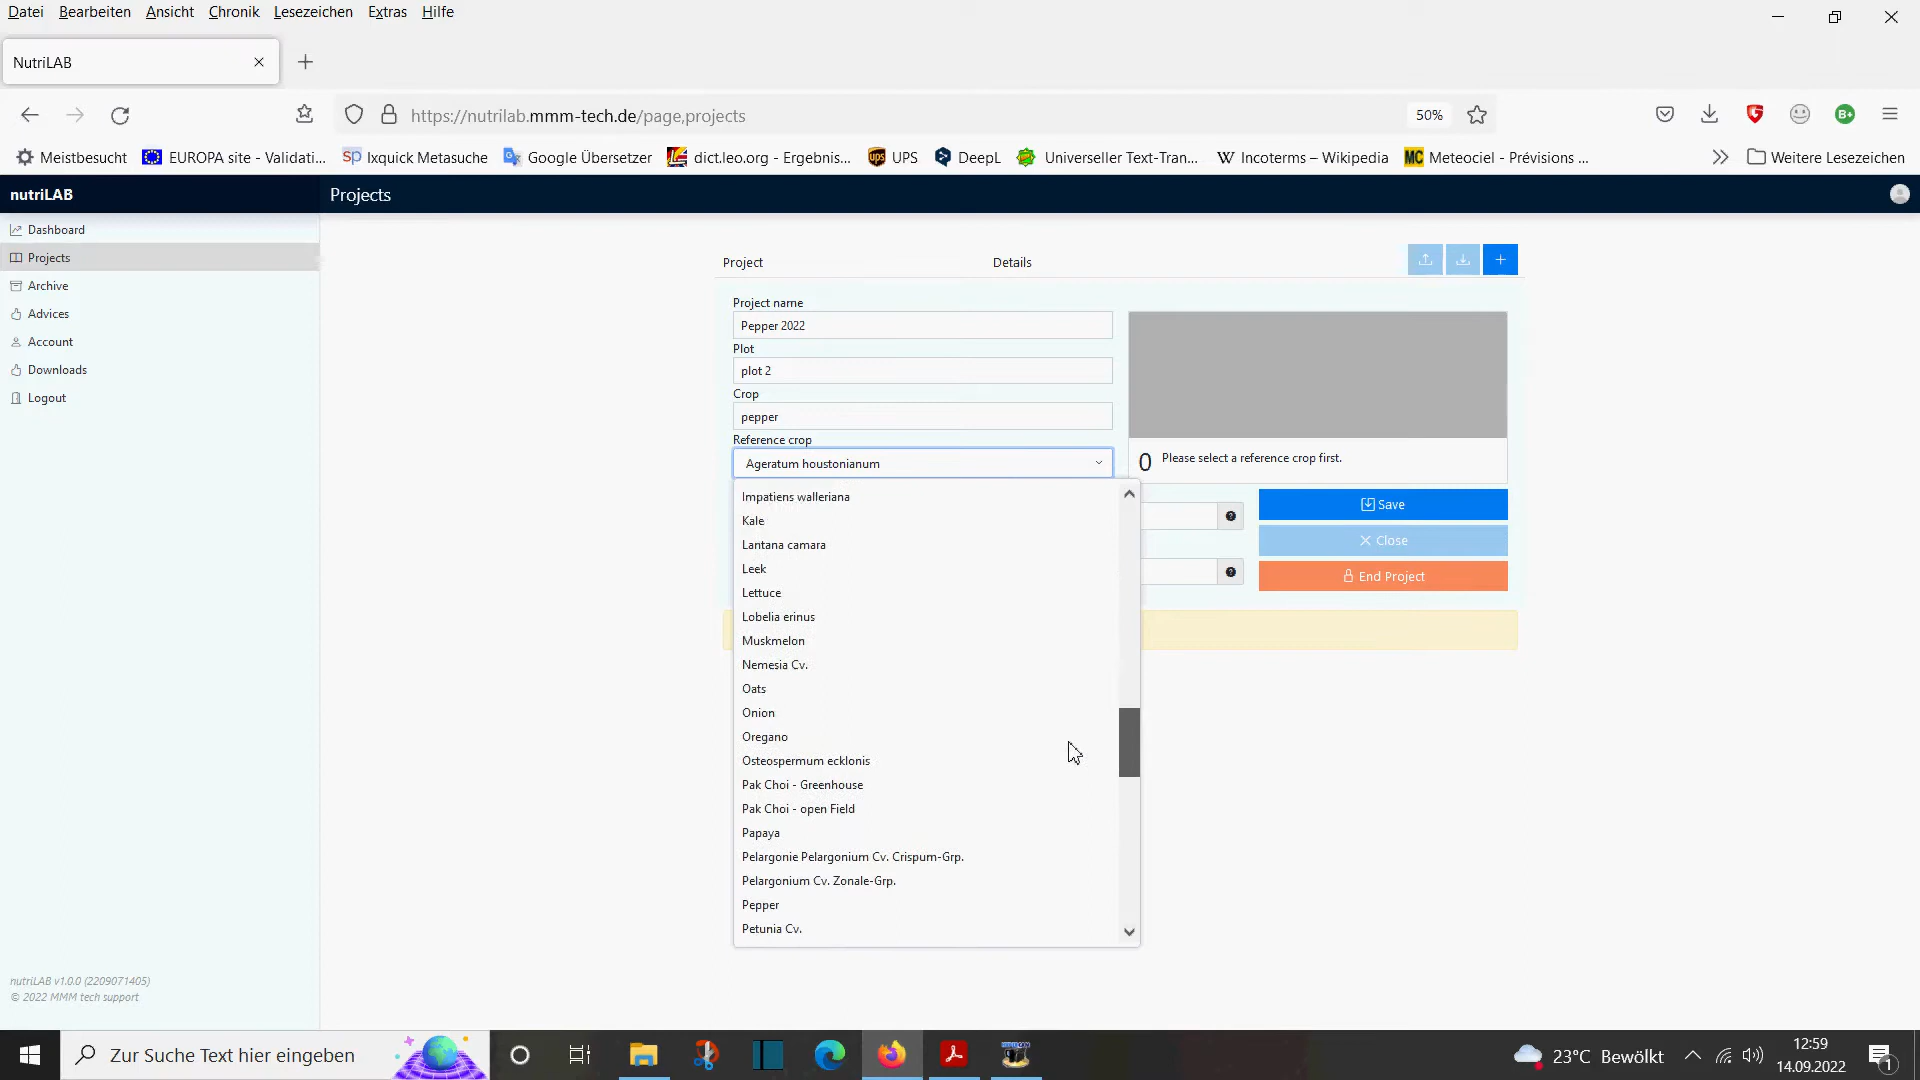 Datei Bearbeiten Ansicht Chronik Lesezeichen Extras Hilfe
NutriLAB
https://nutrilab.mmm-tech.de/page,projects
50%
Meistbesucht
EUROPA site - Validati...
sp Ixquick Metasuche
Google Übersetzer
dict.leo.org - Ergebnis...
ups UPS
DeepL
Universeller Text-Tran...
W Incoterms – Wikipedia
MC Meteociel - Prévisions ...
Weitere Lesezeichen
nutriLAB
Projects
Dashboard
Projects
Archive
Advices
Account
Downloads
Logout
Project
Details
Project name
Pepper 2022
Plot
plot 2
Crop
pepper
Reference crop
Ageratum houstonianum
Impatiens walleriana
Kale
Lantana camara
Leek
Lettuce
Lobelia erinus
Muskmelon
Nemesia Cv.
Oats
Onion
Oregano
Osteospermum ecklonis
Pak Choi - Greenhouse
Pak Choi - open Field
Papaya
Pelargonie Pelargonium Cv. Crispum-Grp.
Pelargonium Cv. Zonale-Grp.
Pepper
Petunia Cv.
0 Please select a reference crop first.
Save
Close
End Project
nutriLAB v1.0.0 (2209071405)
© 2022 MMM tech support
Zur Suche Text hier eingeben
23°C Bewölkt
12:59
14.09.2022
1